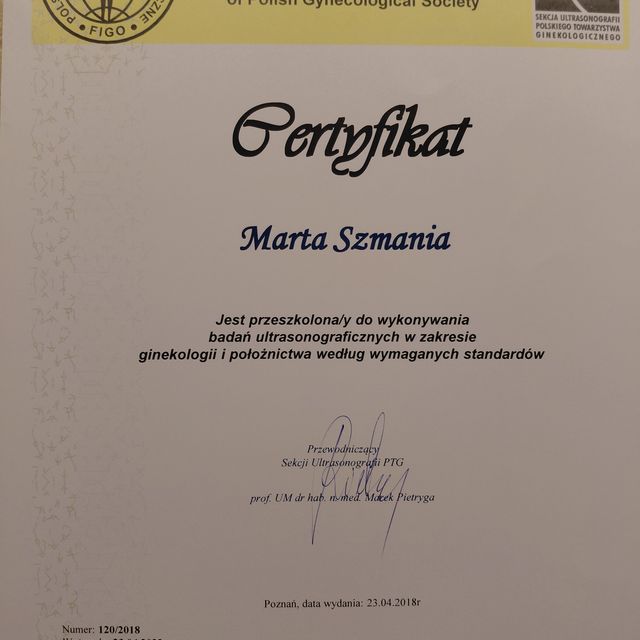 of Polish Gynecological Society
FIGO
SEKCJA ULTRASONOGRAFII
POLSKIEGO TOWARZYSTWA
GINEKOLOGICZNEGO
Certyfikat
Marta Szmania
Jest przeszkolona/y do wykonywania
badań ultrasonograficznych w zakresie
ginekologii i położnictwa według wymaganych standardów
Przewodniczący
Sekcji Ultrasonografii PTG
prof. UM dr hab. n. med. Marek Pietryga
Poznań, data wydania: 23.04.2018r
Numer: 120/2018